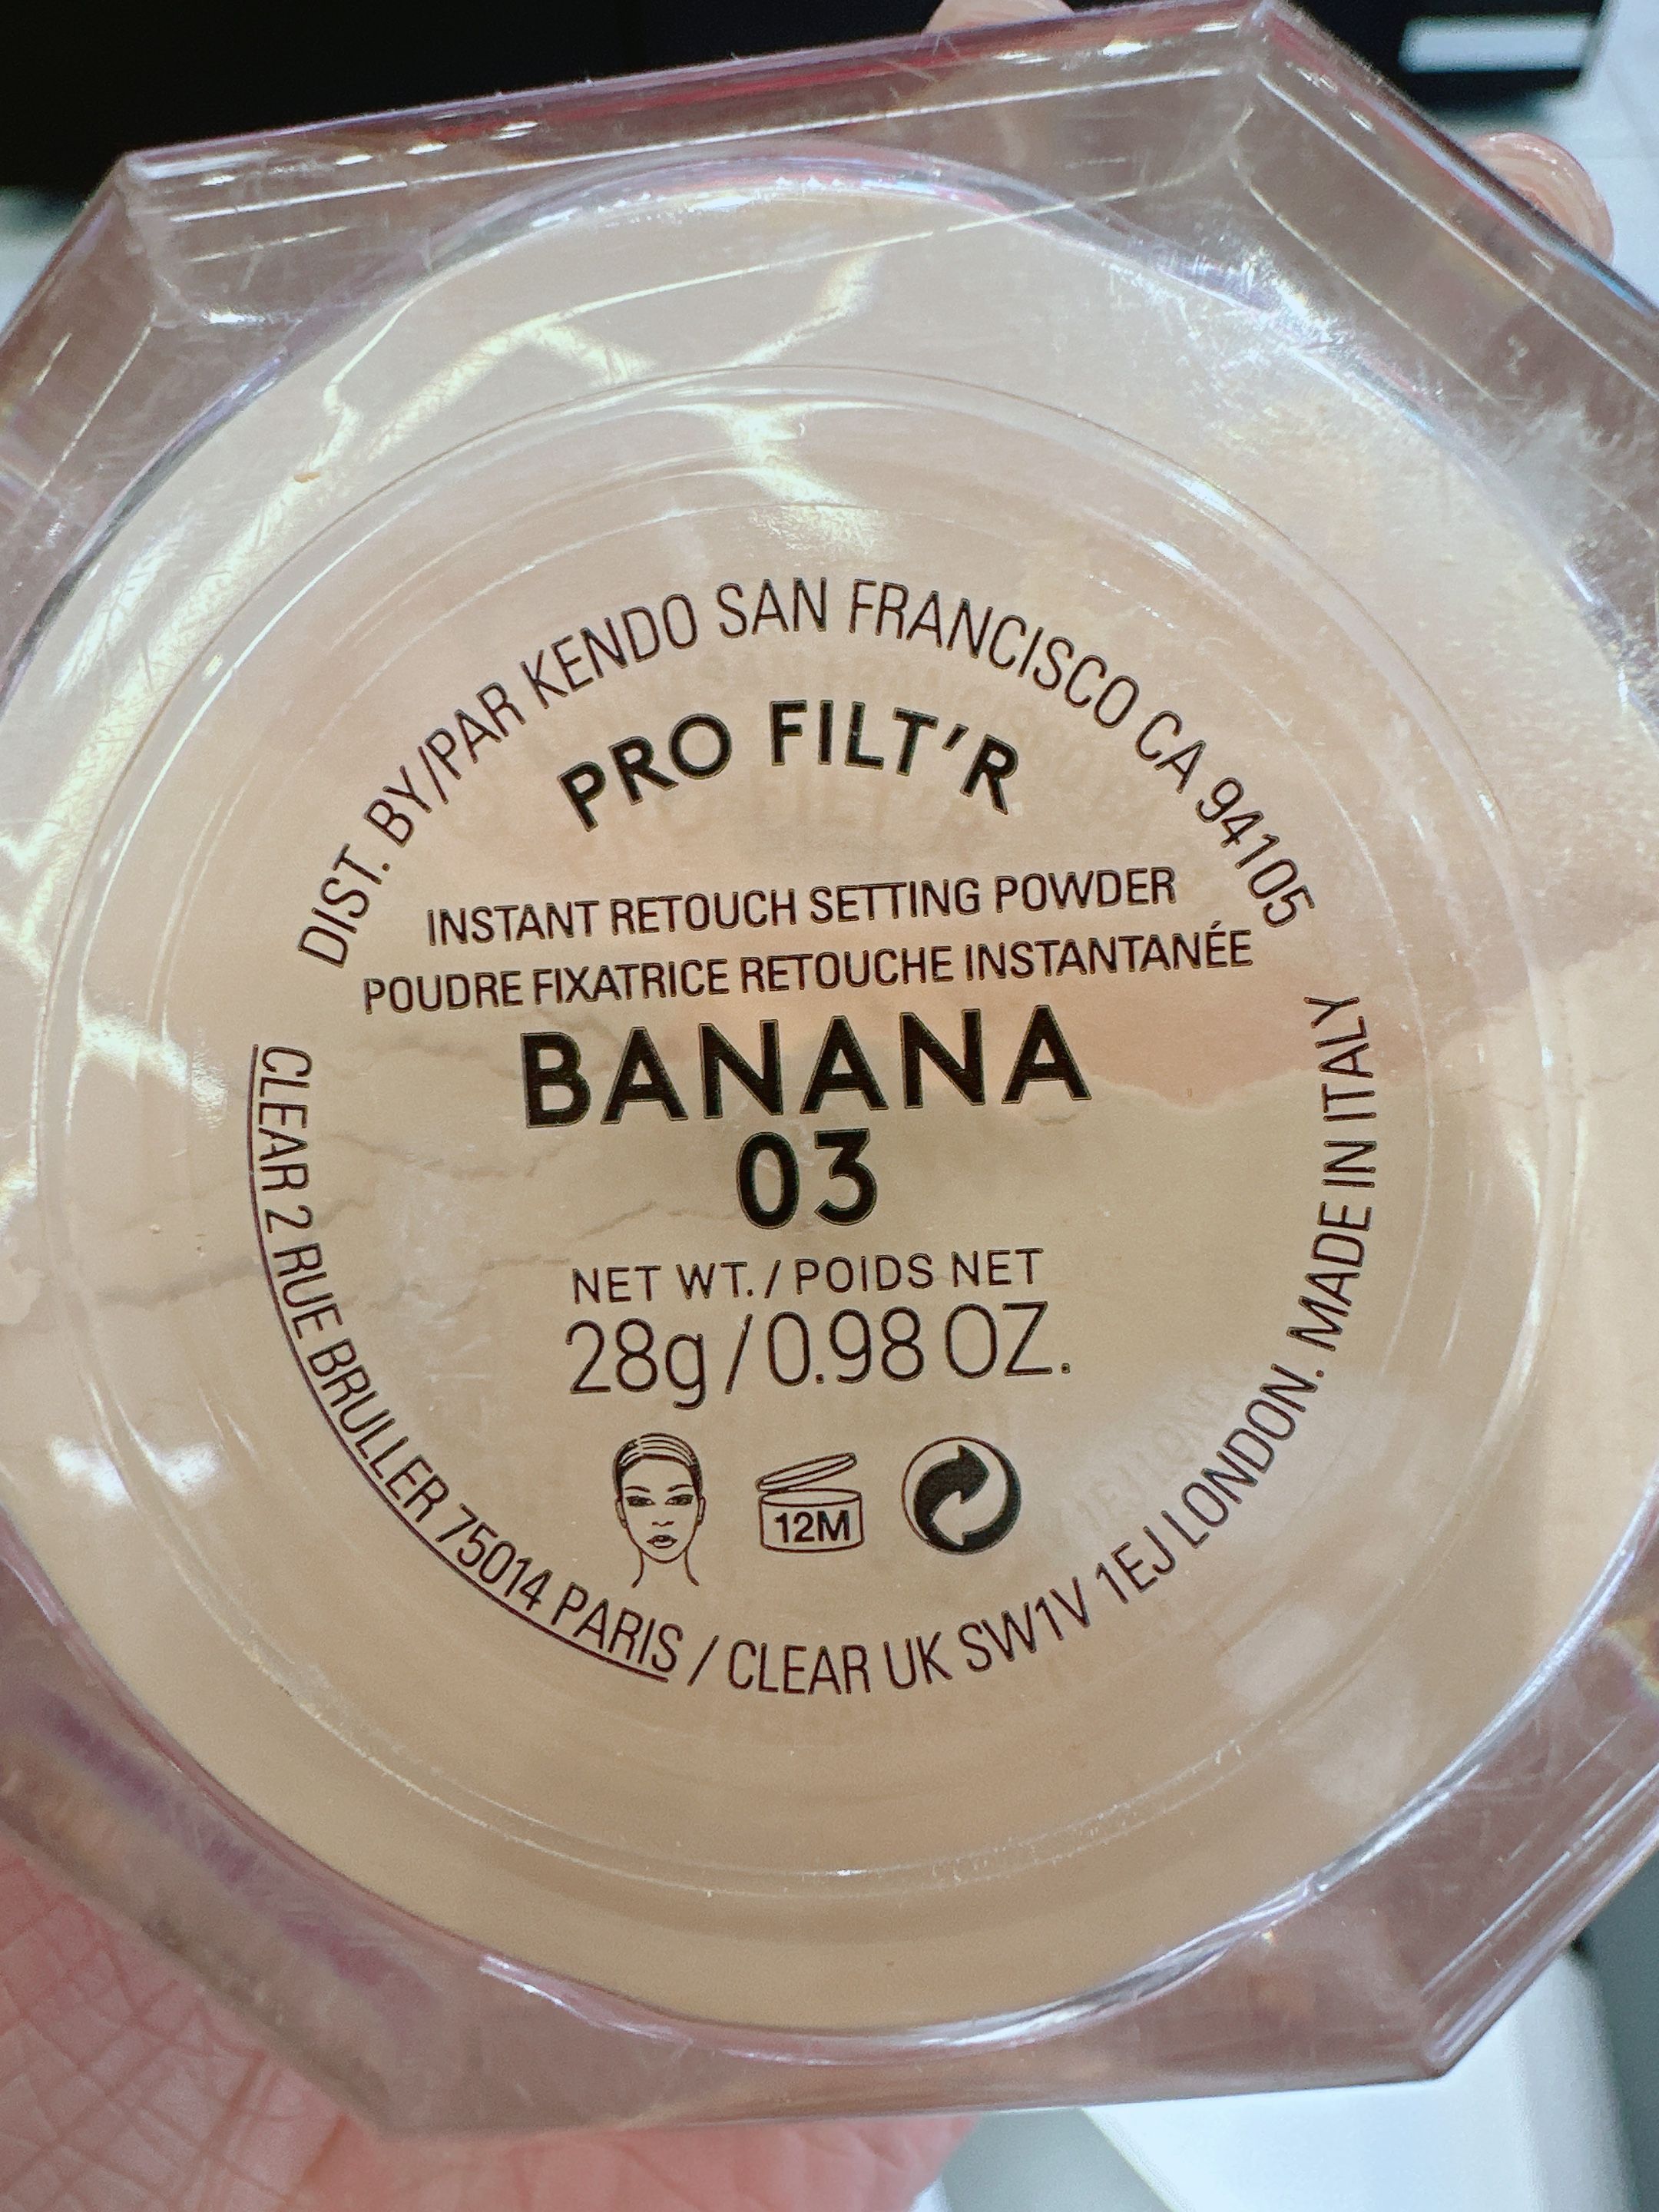 DIST. BY/PAR KENDO SAN FRANCISCO CA 94105
PRO FILT'R
INSTANT RETOUCH SETTING POWDER
POUDRE FIXATRICE RETOUCHE INSTANTANÉE
BANANA
03
NET WT. / POIDS NET
28g/0.98 OZ.
12M
CLEAR 2 RUE BRULLER 75014 PARIS / CLEAR UK SW1V 1EJ LONDON. MADE IN ITALY